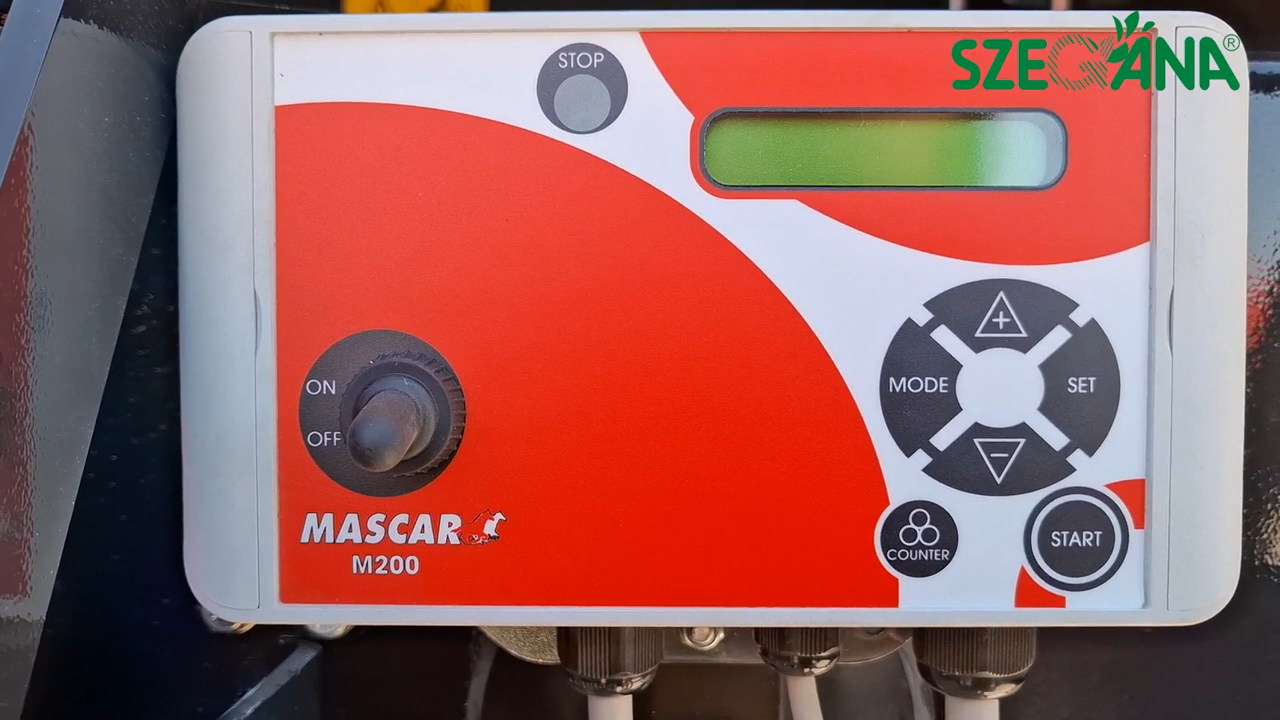 STOP
SZEGANA®
+
ON
MODE
SET
OFF
−
MASCAR
M200
COUNTER
START